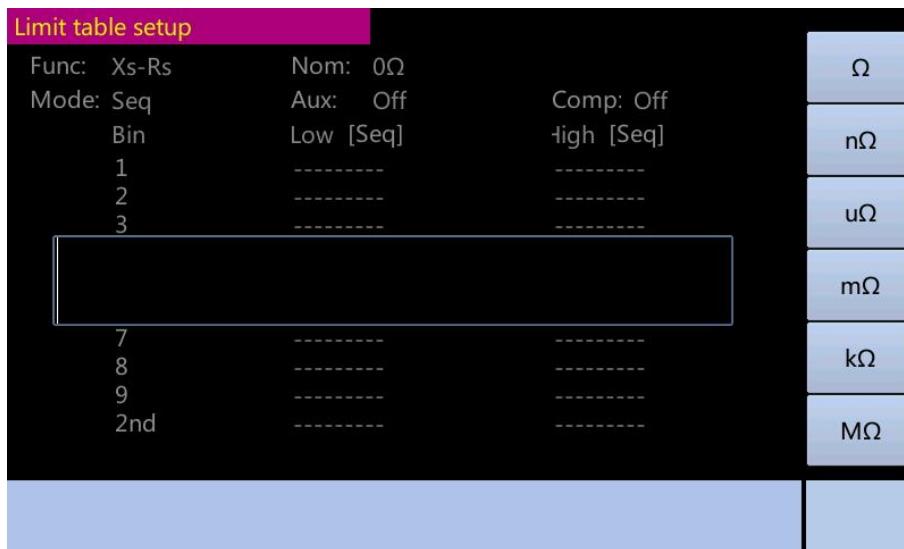 Limit table setup
Func: Xs-Rs Nom: 0Ω
Mode: Seq Aux: Off Comp: Off
Bin Low [Seq] High [Seq]
1 --------- ---------
2 --------- ---------
3 --------- ---------
7 --------- ---------
8 --------- ---------
9 --------- ---------
2nd --------- ---------
Ω
nΩ
uΩ
mΩ
kΩ
MΩ